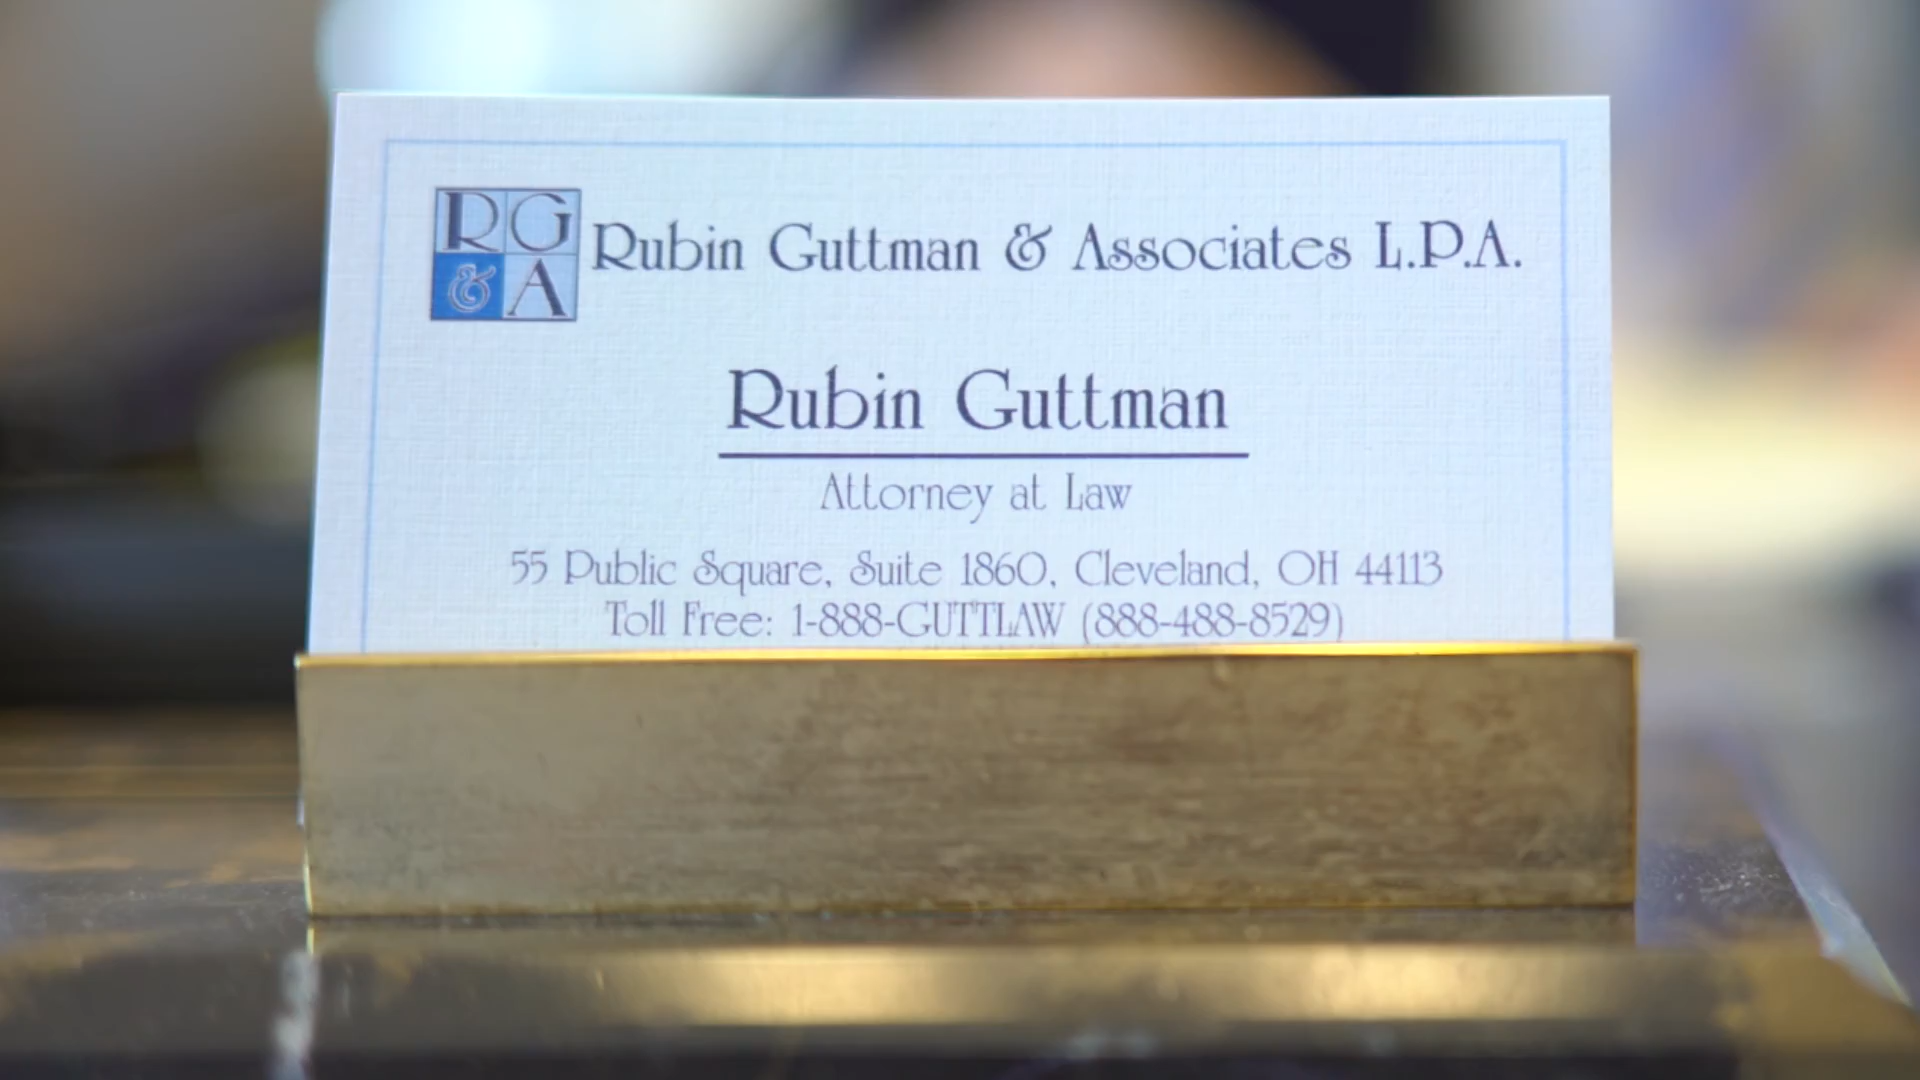 RG
&A
Rubin Guttman & Associates L.P.A.
Rubin Guttman
Attorney at Law
55 Public Square, Suite 1860, Cleveland, OH 44113
Toll Free: 1-888-GUTTLAW (888-488-8529)